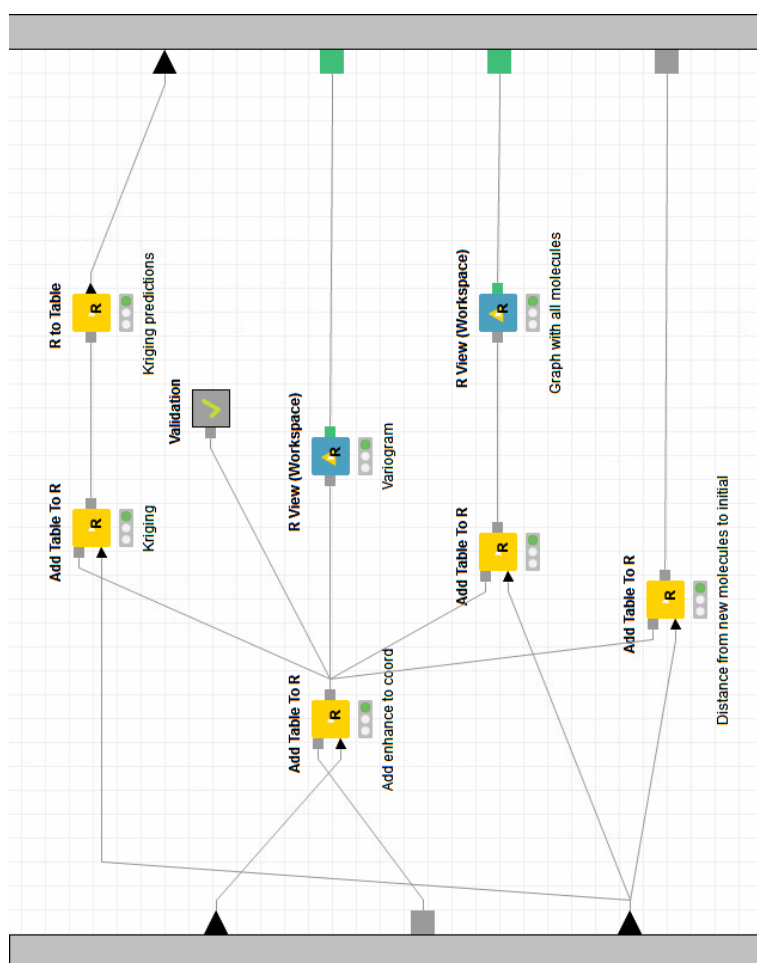 R to Table
R
Kriging predictions
Add Table To R
R
Kriging
Validation
R View (Workspace)
R
Variogram
Add Table To R
R
Add enhance to coord
R View (Workspace)
R
Graph with all molecules
Add Table To R
R
Add Table To R
R
Distance from new molecules to initial